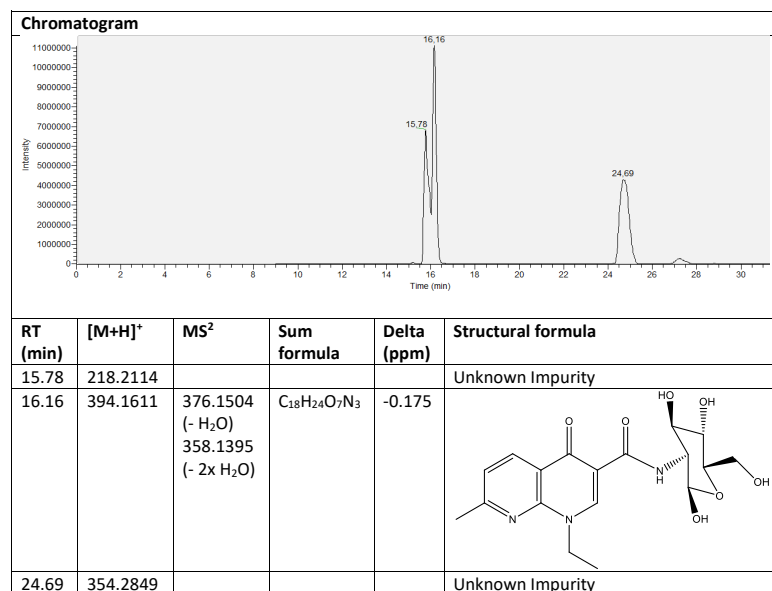 Chromatogram
16,16
15,78
24,69
11000000
10000000
9000000
8000000
7000000
6000000
5000000
4000000
3000000
2000000
1000000
0
Intensity
0 2 4 6 8 10 12 14 16 18 20 22 24 26 28 30
Time (min)
RT (min) [M+H]⁺ MS² Sum formula Delta (ppm) Structural formula
15.78 218.2114 Unknown Impurity
16.16 394.1611 376.1504 C₁₈H₂₄O₇N₃ -0.175
(- H₂O)
358.1395
(- 2x H₂O)
HO OH
O O
N
H
OH
O
OH
N N
24.69 354.2849 Unknown Impurity